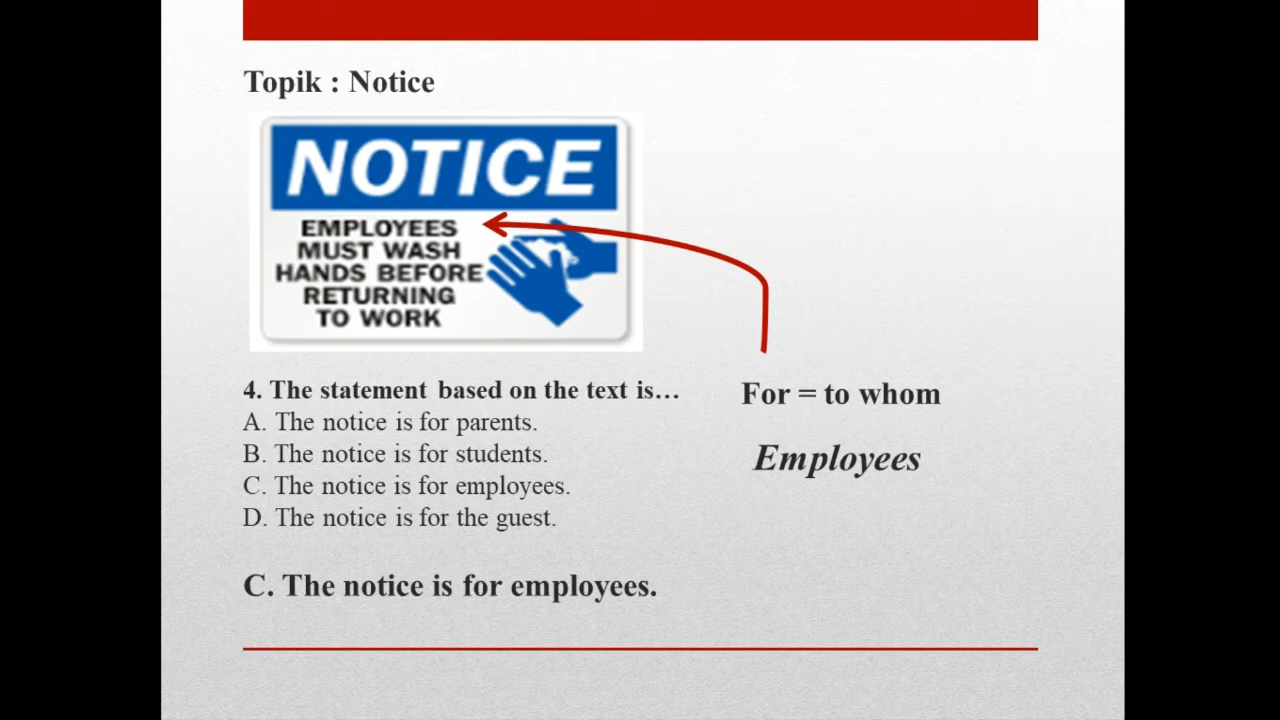 Topik : Notice
NOTICE
EMPLOYEES
MUST WASH
HANDS BEFORE
RETURNING
TO WORK
4. The statement based on the text is…
A. The notice is for parents.
B. The notice is for students.
C. The notice is for employees.
D. The notice is for the guest.
For = to whom
Employees
C. The notice is for employees.